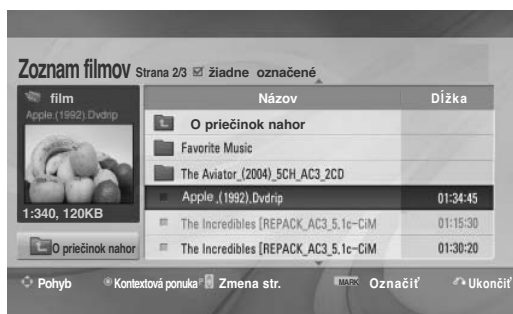 Zoznam filmov Strana 2/3 žiadne označené
film
Apple.(1992).Dvdrip
1:340, 120KB
O priečinok nahor
Názov Dĺžka
O priečinok nahor
Favorite Music
The Aviator_(2004)_5CH_AC3_2CD
Apple .(1992).Dvdrip 01:34:45
The Incredibles [REPACK_AC3_5.1c-CiM 01:15:30
The Incredibles [REPACK_AC3_5.1c-CiM 01:30:20
Pohyb Kontextová ponuka Zmena str. MARK Označiť Ukončiť